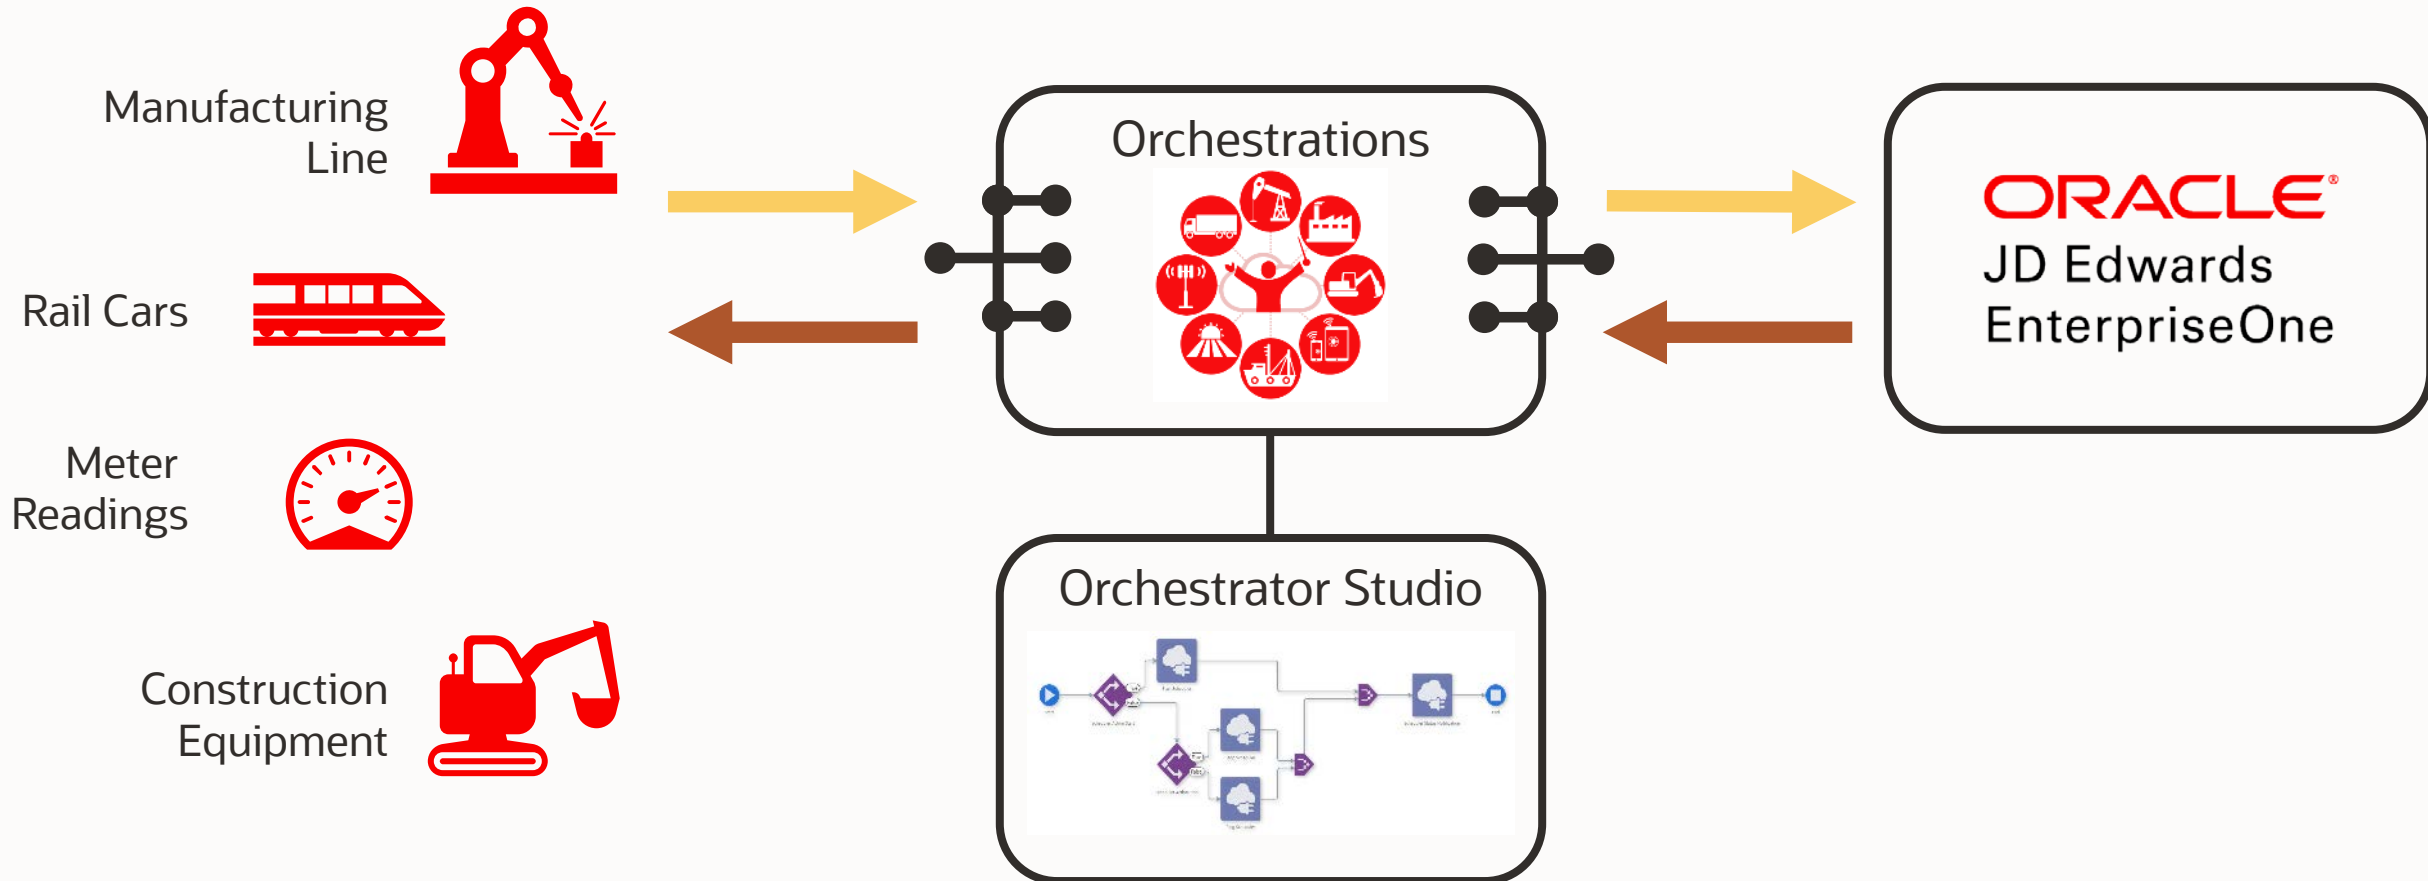 Manufacturing
Line
Rail Cars
Meter
Readings
Construction
Equipment
Orchestrations
ORACLE®
JD Edwards
EnterpriseOne
Orchestrator Studio